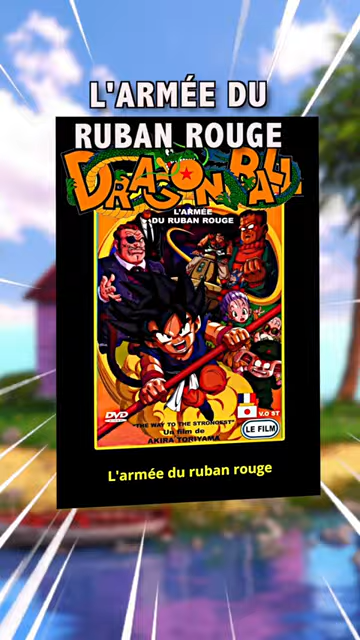 L'ARMÉE DU
RUBAN ROUGE
DRAGON BALL
L'ARMÉE
DU RUBAN ROUGE
DVD
V.O ST
"THE WAY TO THE STRONGEST"
Un film de
AKIRA TORIYAMA
LE FILM
L'armée du ruban rouge